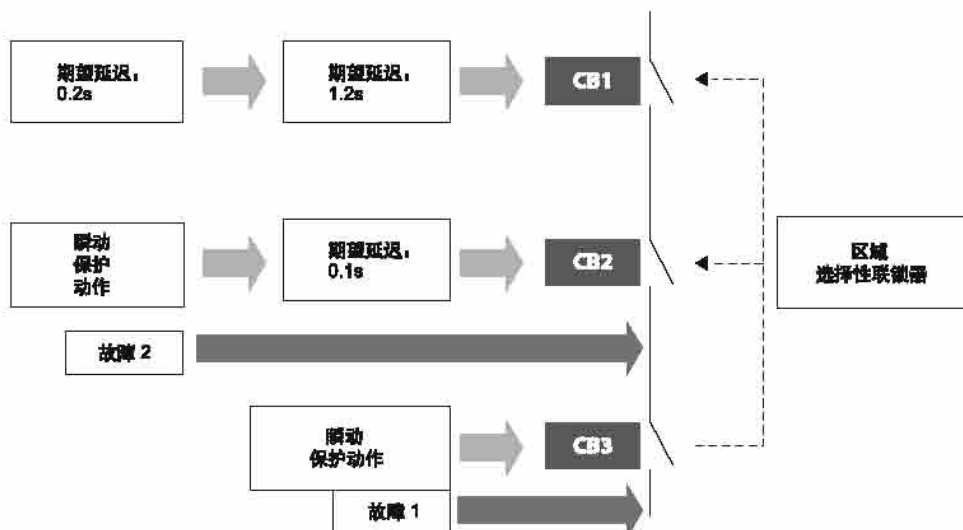 期望延迟：
0.2s
期望延迟：
1.2s
CB1
瞬动
保护
动作
期望延迟：
0.1s
CB2
区域
选择性联锁器
故障 2
瞬动
保护动作
CB3
故障 1